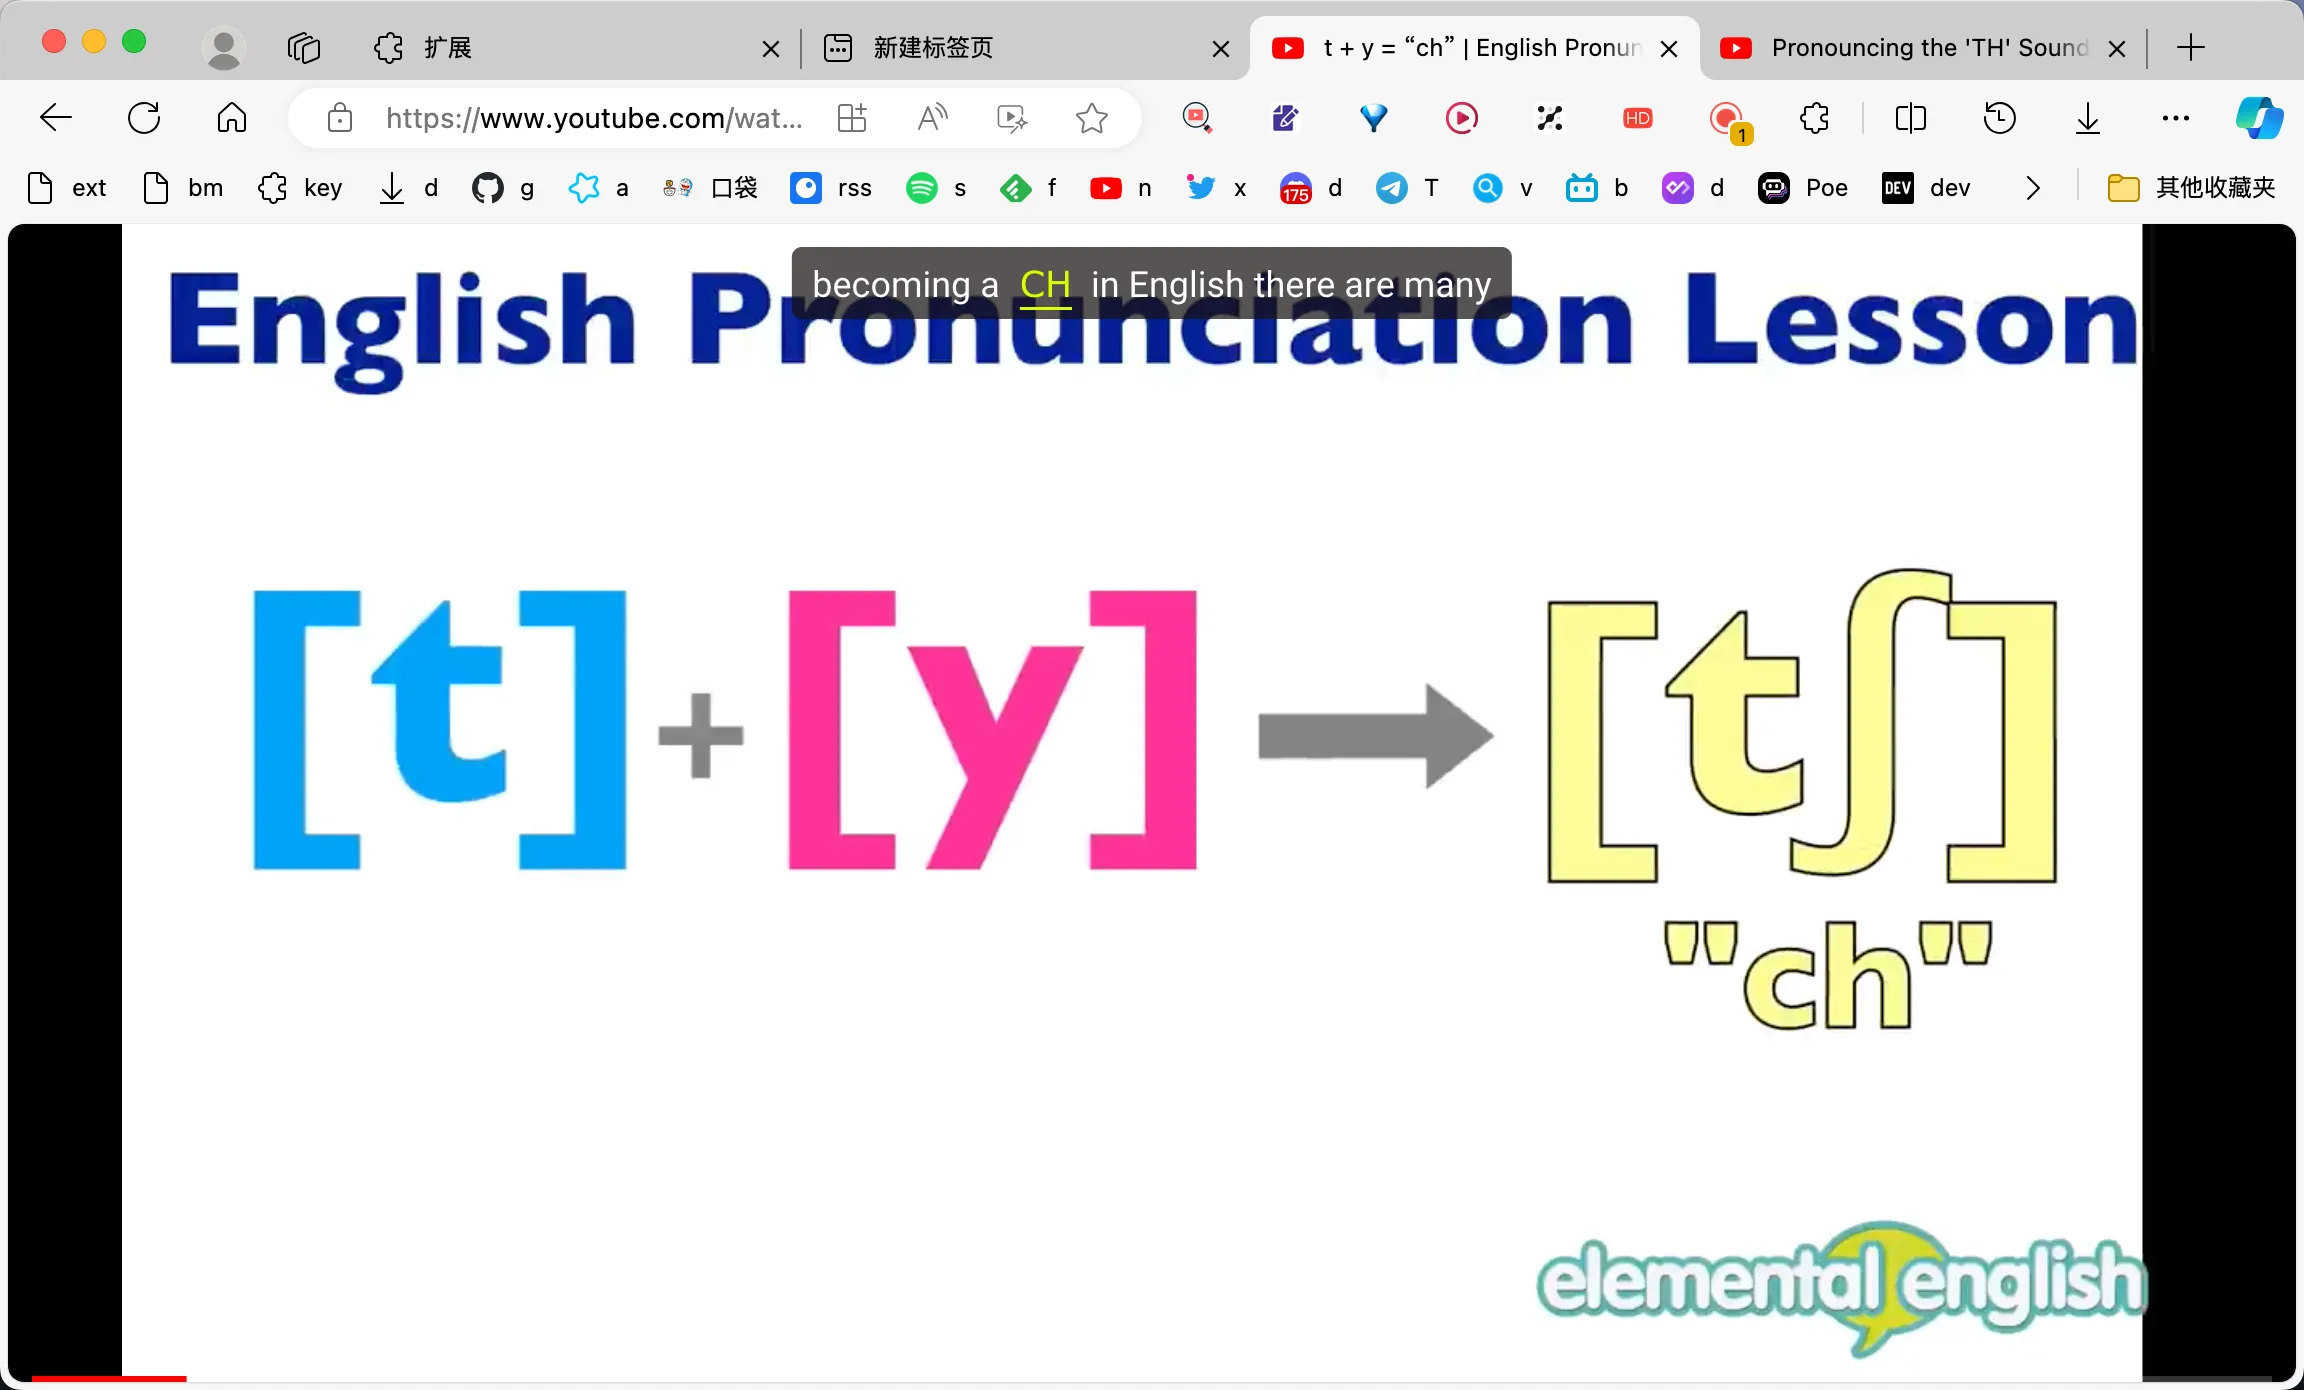 扩展
新建标签页
t + y = “ch” | English Pronun
Pronouncing the 'TH' Sound
https://www.youtube.com/wat...
HD
1
ext
bm
key
d
g
a
口袋
rss
s
f
n
x
175
d
T
v
b
d
Poe
DEV
dev
其他收藏夹
becoming a CH in English there are many
English Pronunciation Lesson
[t] + [y] [tʃ]
"ch"
elemental english